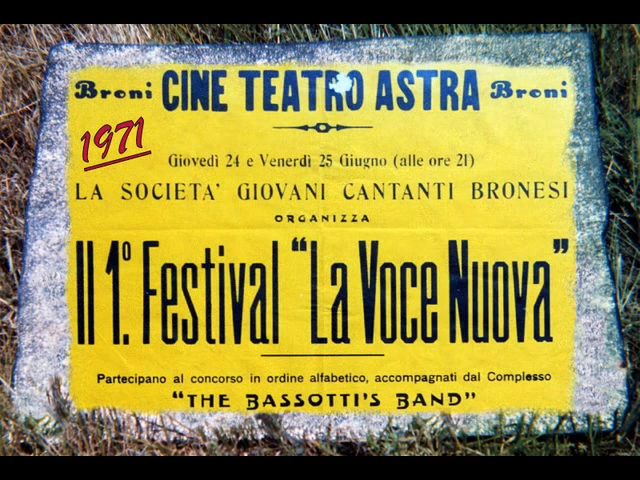 Broni CINE TEATRO ASTRA Broni
1971
Giovedì 24 e Venerdì 25 Giugno (alle ore 21)
LA SOCIETA' GIOVANI CANTANTI BRONESI
ORGANIZZA
Il 1.° Festival "La Voce Nuova"
Partecipano al concorso in ordine alfabetico, accompagnati dal Complesso
"THE BASSOTTI'S BAND"